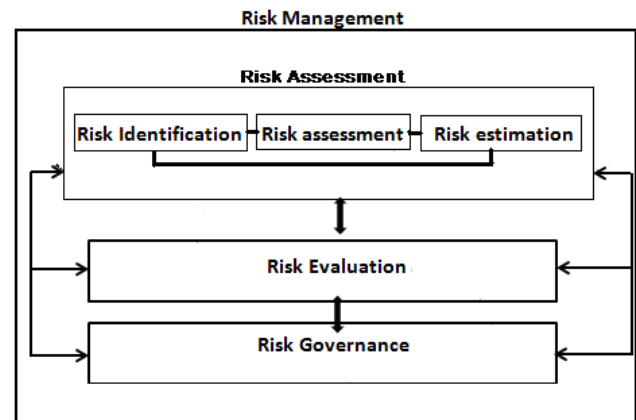 Risk Management
Risk Assessment
Risk Identification
Risk assessment
Risk estimation
Risk Evaluation
Risk Governance